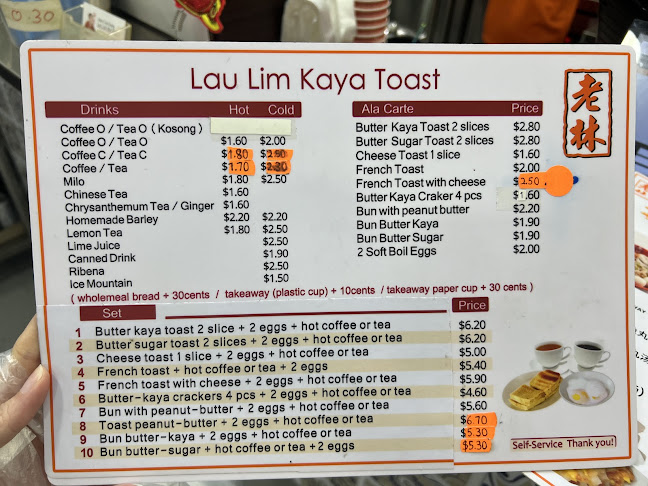 0.30
Lau Lim Kaya Toast
老林
Drinks Hot Cold
Coffee O / Tea O ( Kosong )
Coffee O / Tea O $1.60 $2.00
Coffee C / Tea C $1.80
Coffee / Tea $1.70 $2.30
Milo $1.80 $2.50
Chinese Tea $1.60
Chrysanthemum Tea / Ginger $1.60
Homemade Barley $2.20 $2.20
Lemon Tea $1.80 $2.50
Lime Juice $2.50
Canned Drink $1.90
Ribena $2.50
Ice Mountain $1.50
Ala Carte Price
Butter Kaya Toast 2 slices $2.80
Butter Sugar Toast 2 slices $2.80
Cheese Toast 1 slice $1.60
French Toast $2.00
French Toast with cheese $2.50
Butter Kaya Craker 4 pcs $1.60
Bun with peanut butter $2.20
Bun Butter Kaya $1.90
Bun Butter Sugar $1.90
2 Soft Boil Eggs $2.00
( wholemeal bread + 30cents / takeaway (plastic cup) + 10cents / takeaway paper cup + 30 cents )
Set Price
1 Butter kaya toast 2 slice + 2 eggs + hot coffee or tea $6.20
2 Butter sugar toast 2 slices + 2 eggs + hot coffee or tea $6.20
3 Cheese toast 1 slice + 2 eggs + hot coffee or tea $5.00
4 French toast + hot coffee or tea + 2 eggs $5.40
5 French toast with cheese + 2 eggs + hot coffee or tea $5.90
6 Butter-kaya crackers 4 pcs + 2 eggs + hot coffee or tea $4.60
7 Bun with peanut-butter + 2 eggs + hot coffee or tea $5.60
8 Toast peanut-butter + 2 eggs + hot coffee or tea $6.70
9 Bun butter-kaya + 2 eggs + hot coffee or tea $5.30
10 Bun butter-sugar + hot coffee or tea + 2 eggs $5.30
Self-Service Thank you!